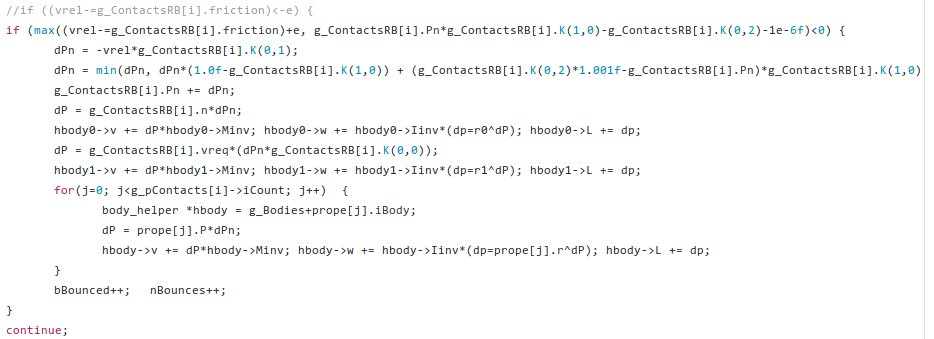 //if ((vrel-=g_ContactsRB[i].friction)<-e) {
if (max((vrel-=g_ContactsRB[i].friction)+e, g_ContactsRB[i].Pn*g_ContactsRB[i].K(1,0)-g_ContactsRB[i].K(0,2)-1e-6f)<0) {
dPn = -vrel*g_ContactsRB[i].K(0,1);
dPn = min(dPn, dPn*(1.0f-g_ContactsRB[i].K(1,0)) + (g_ContactsRB[i].K(0,2)*1.001f-g_ContactsRB[i].Pn)*g_ContactsRB[i].K(1,0)
g_ContactsRB[i].Pn += dPn;
dP = g_ContactsRB[i].n*dPn;
hbody0->v += dP*hbody0->Minv; hbody0->w += hbody0->Iinv*(dp=r0^dP); hbody0->L += dp;
dP = g_ContactsRB[i].vreq*(dPn*g_ContactsRB[i].K(0,0));
hbody1->v += dP*hbody1->Minv; hbody1->w += hbody1->Iinv*(dp=r1^dP); hbody1->L += dp;
for(j=0; j<g_pContacts[i]->iCount; j++)  {
body_helper *hbody = g_Bodies+prope[j].iBody;
dP = prope[j].P*dPn;
hbody->v += dP*hbody->Minv; hbody->w += hbody->Iinv*(dp=prope[j].r^dP); hbody->L += dp;
}
bBounced++;   nBounces++;
}
continue;